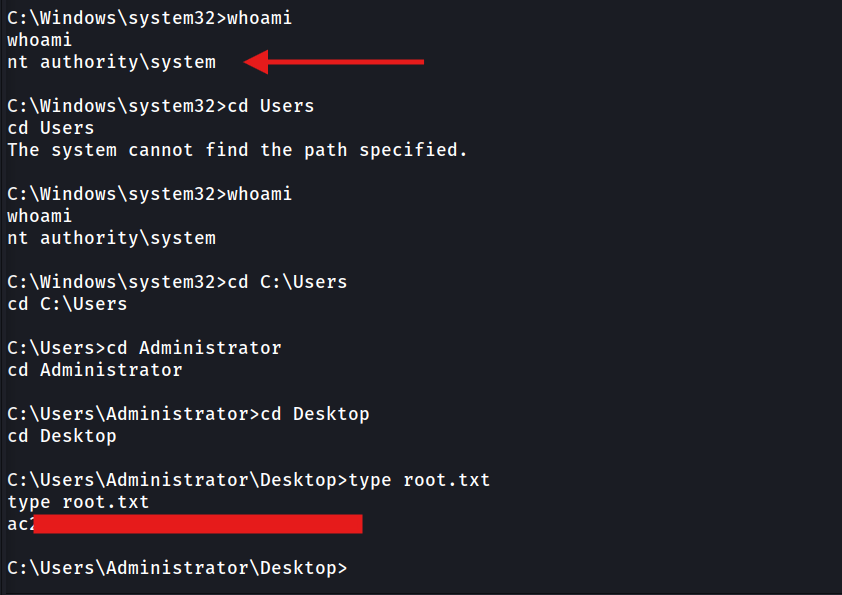 C:\Windows\system32>whoami
whoami
nt authority\system
C:\Windows\system32>cd Users
cd Users
The system cannot find the path specified.
C:\Windows\system32>whoami
whoami
nt authority\system
C:\Windows\system32>cd C:\Users
cd C:\Users
C:\Users>cd Administrator
cd Administrator
C:\Users\Administrator>cd Desktop
cd Desktop
C:\Users\Administrator\Desktop>type root.txt
type root.txt
ac2
C:\Users\Administrator\Desktop>